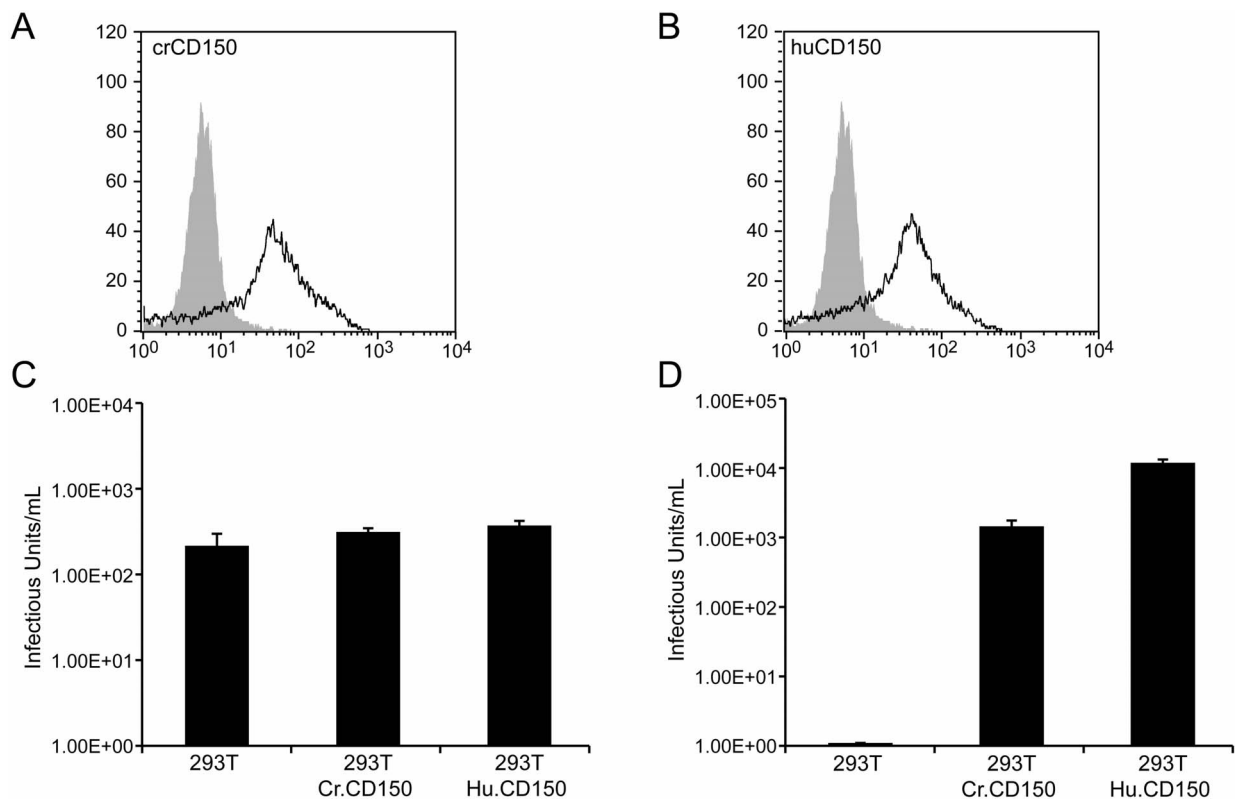 A
crCD150
120
100
80
60
40
20
0
10⁰ 10¹ 10² 10³ 10⁴
B
huCD150
120
100
80
60
40
20
0
10⁰ 10¹ 10² 10³ 10⁴
C
Infectious Units/mL
1.00E+04
1.00E+03
1.00E+02
1.00E+01
1.00E+00
293T 293T 293T
Cr.CD150 Hu.CD150
D
Infectious Units/mL
1.00E+05
1.00E+04
1.00E+03
1.00E+02
1.00E+01
1.00E+00
293T 293T 293T
Cr.CD150 Hu.CD150